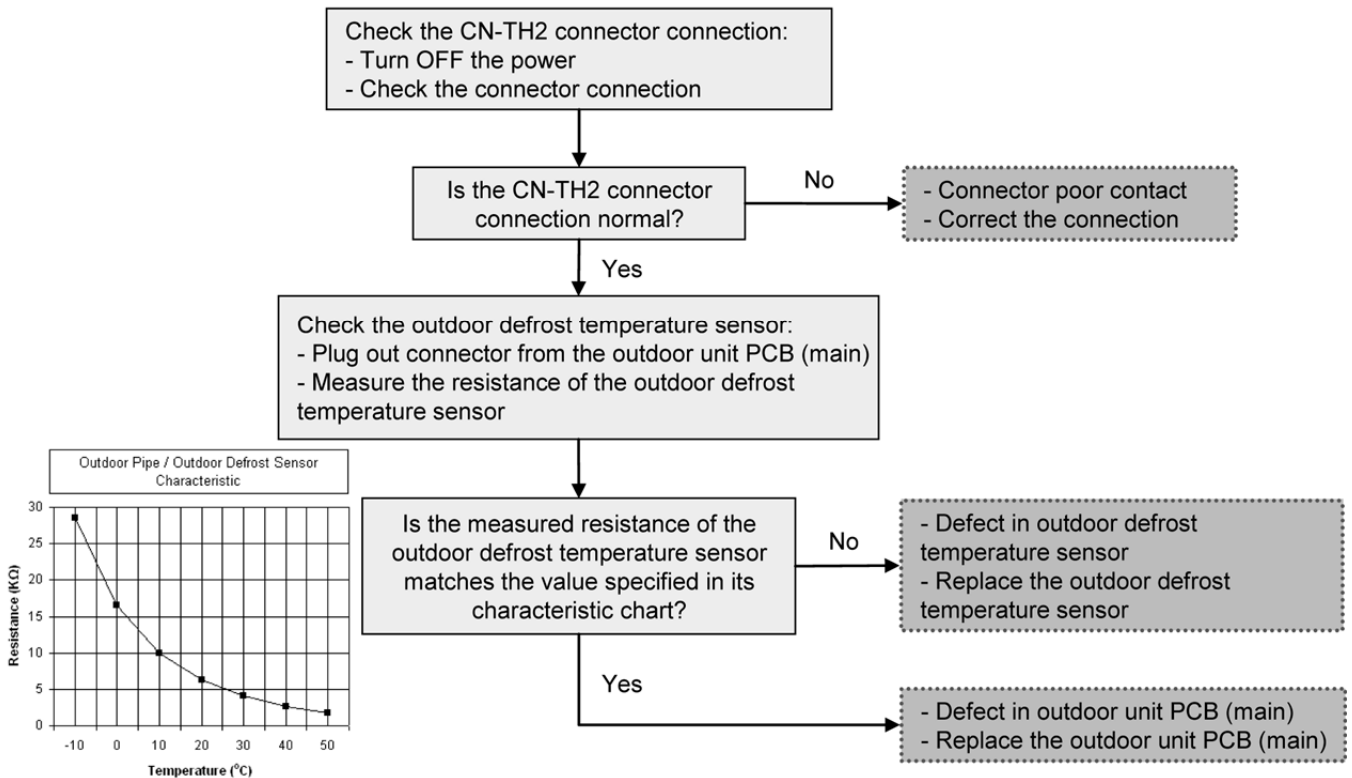 Check the CN-TH2 connector connection:
- Turn OFF the power
- Check the connector connection
Is the CN-TH2 connector
connection normal?
No
- Connector poor contact
- Correct the connection
Yes
Check the outdoor defrost temperature sensor:
- Plug out connector from the outdoor unit PCB (main)
- Measure the resistance of the outdoor defrost
temperature sensor
Outdoor Pipe / Outdoor Defrost Sensor
Characteristic
Resistance (KΩ)
30
25
20
15
10
5
0
-10 0 10 20 30 40 50
Temperature (°C)
Is the measured resistance of the
outdoor defrost temperature sensor
matches the value specified in its
characteristic chart?
No
- Defect in outdoor defrost
temperature sensor
- Replace the outdoor defrost
temperature sensor
Yes
- Defect in outdoor unit PCB (main)
- Replace the outdoor unit PCB (main)